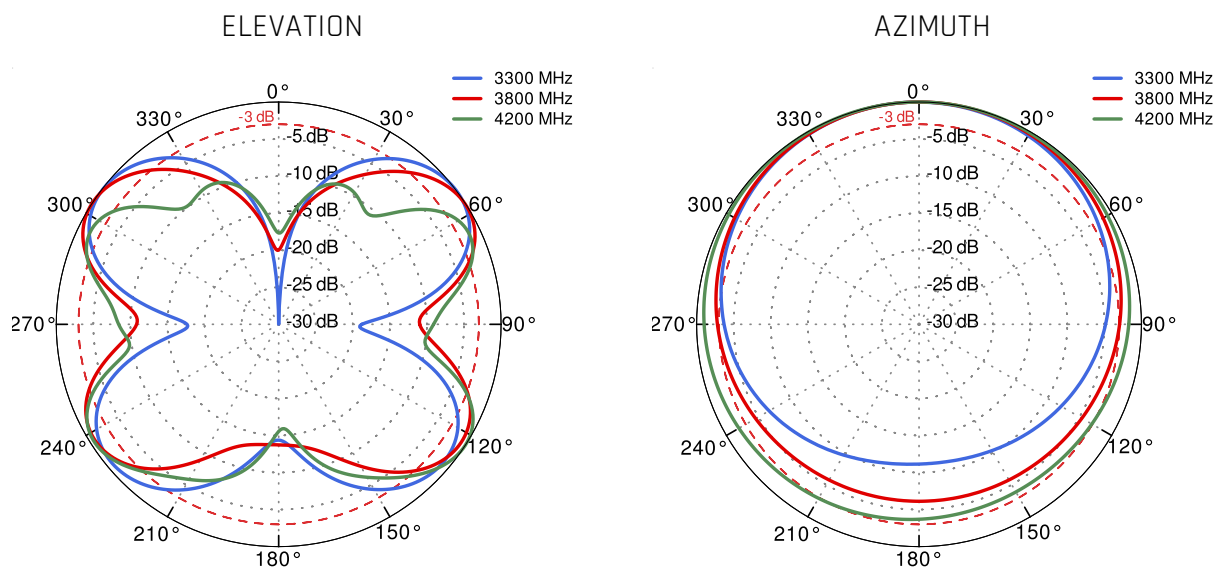 ELEVATION
3300 MHz
3800 MHz
4200 MHz
0°
30°
60°
90°
120°
150°
180°
210°
240°
270°
300°
330°
-3 dB
-5 dB
-10 dB
-15 dB
-20 dB
-25 dB
-30 dB
AZIMUTH
3300 MHz
3800 MHz
4200 MHz
0°
30°
60°
90°
120°
150°
180°
210°
240°
270°
300°
330°
-3 dB
-5 dB
-10 dB
-15 dB
-20 dB
-25 dB
-30 dB